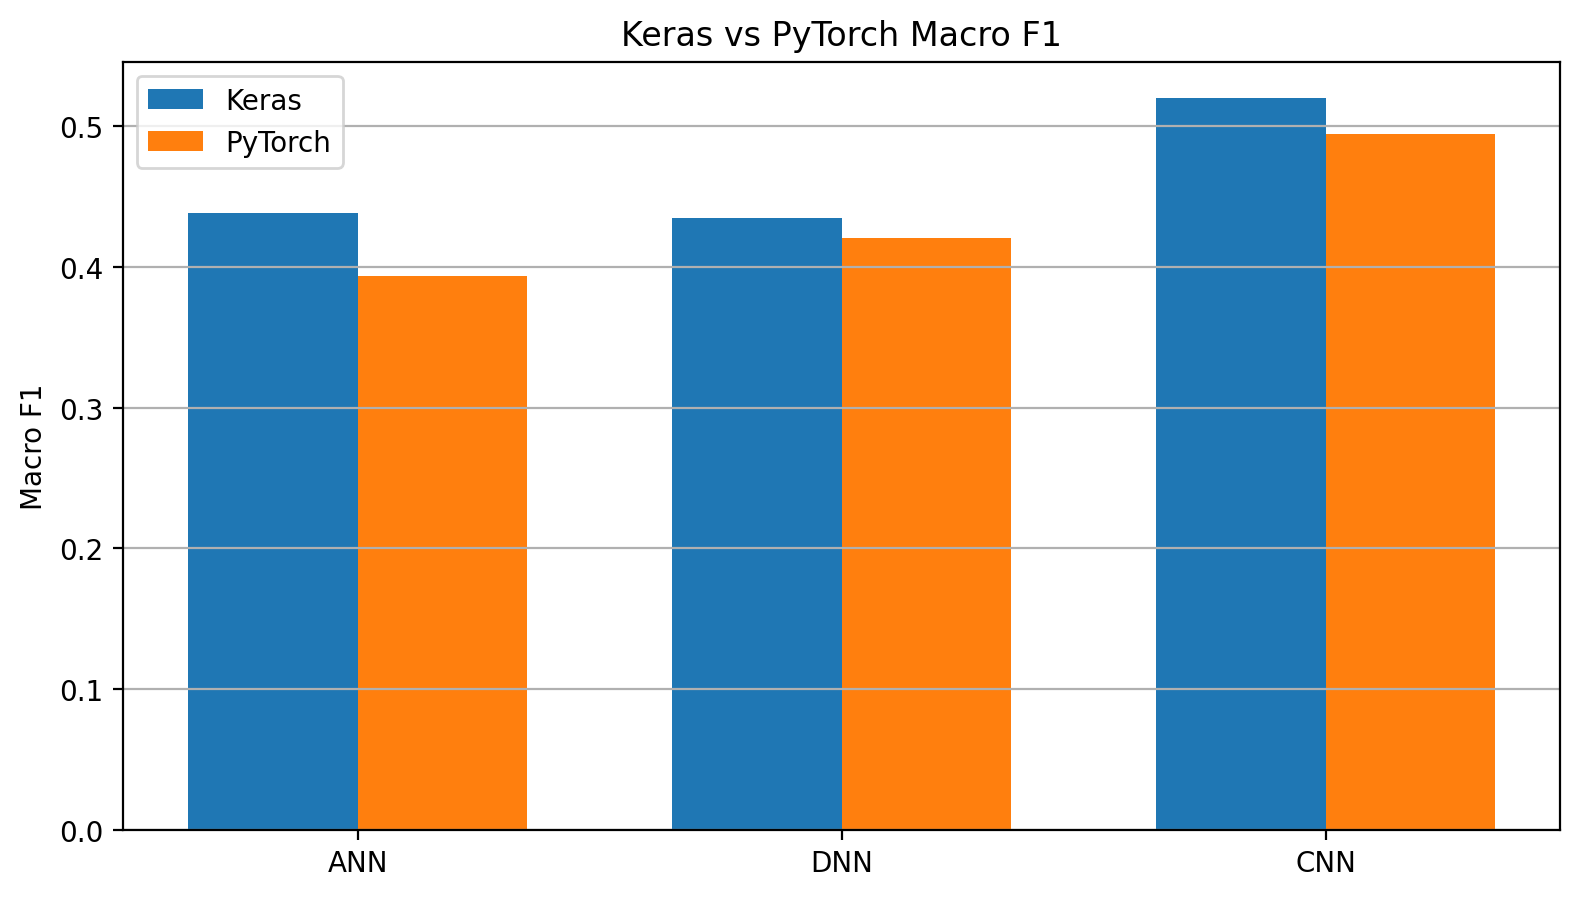 Keras vs PyTorch Macro F1
Keras
PyTorch
0.5
0.4
0.3
0.2
0.1
0.0
Macro F1
ANN
DNN
CNN